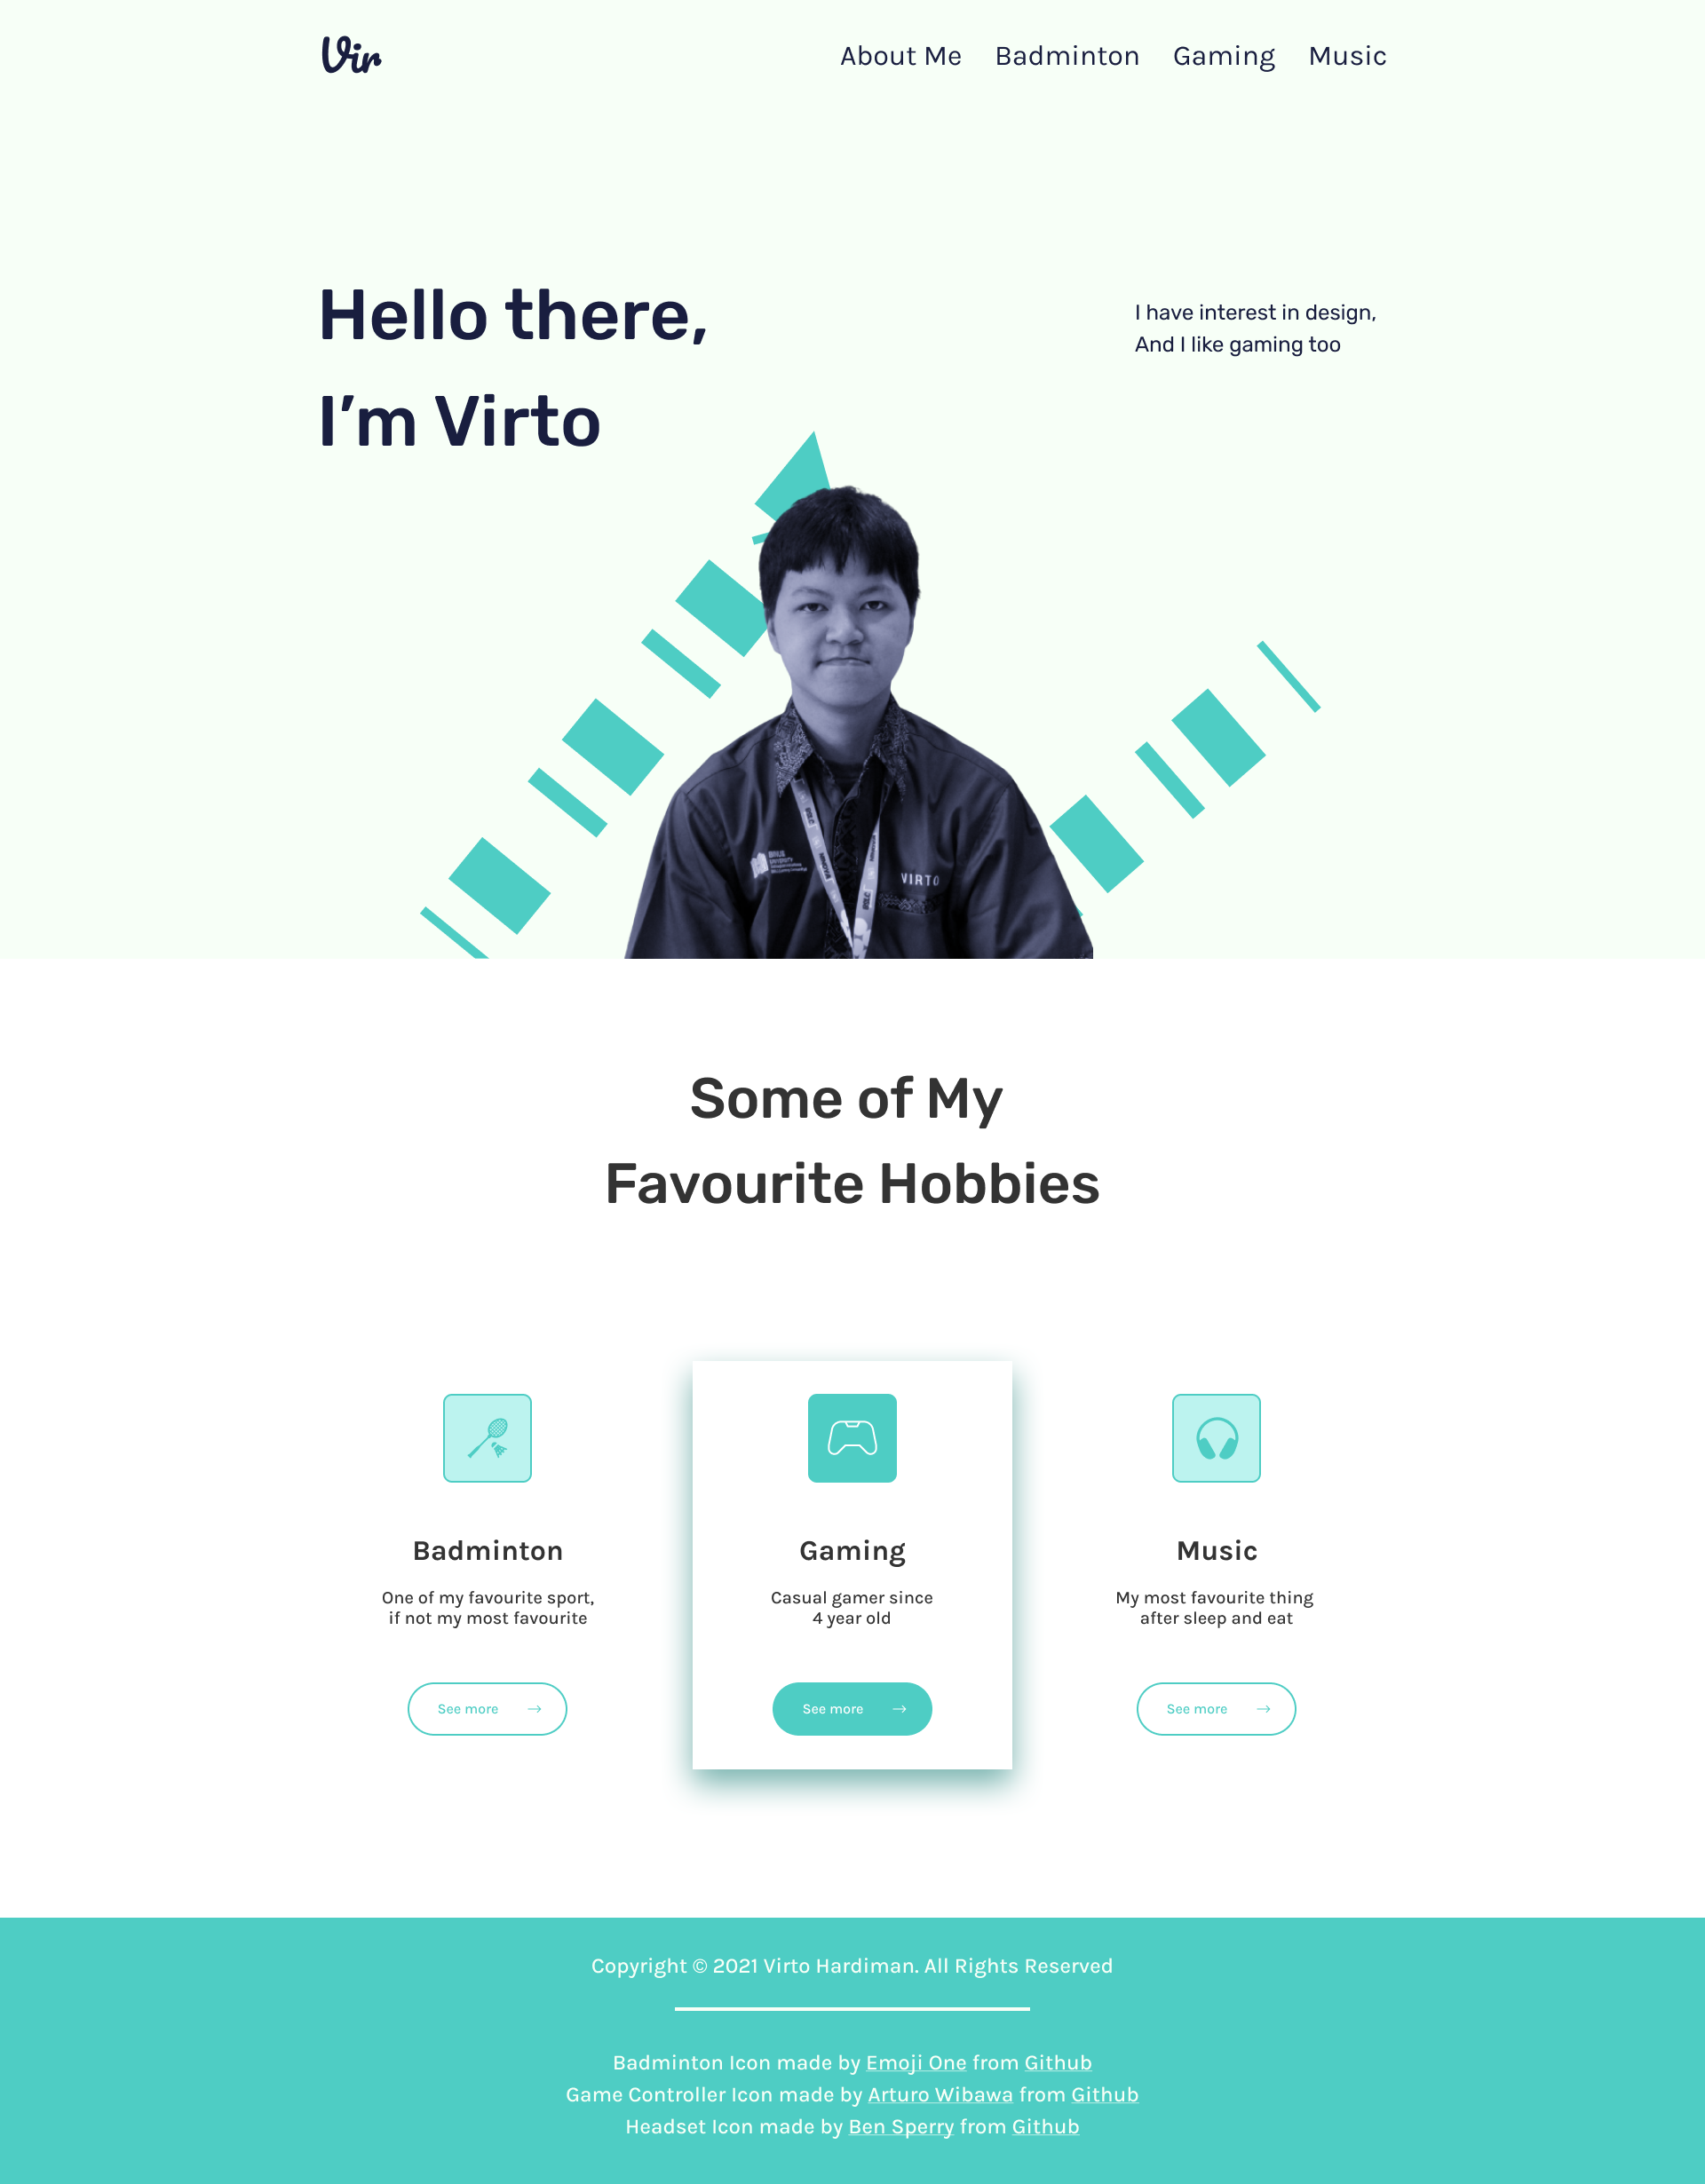 Vir
About Me Badminton Gaming Music
Hello there,
I’m Virto
I have interest in design,
And I like gaming too
VIRTO
Some of My
Favourite Hobbies
Badminton
One of my favourite sport,
if not my most favourite
See more →
Gaming
Casual gamer since
4 year old
See more →
Music
My most favourite thing
after sleep and eat
See more →
Copyright © 2021 Virto Hardiman. All Rights Reserved
Badminton Icon made by Emoji One from Github
Game Controller Icon made by Arturo Wibawa from Github
Headset Icon made by Ben Sperry from Github